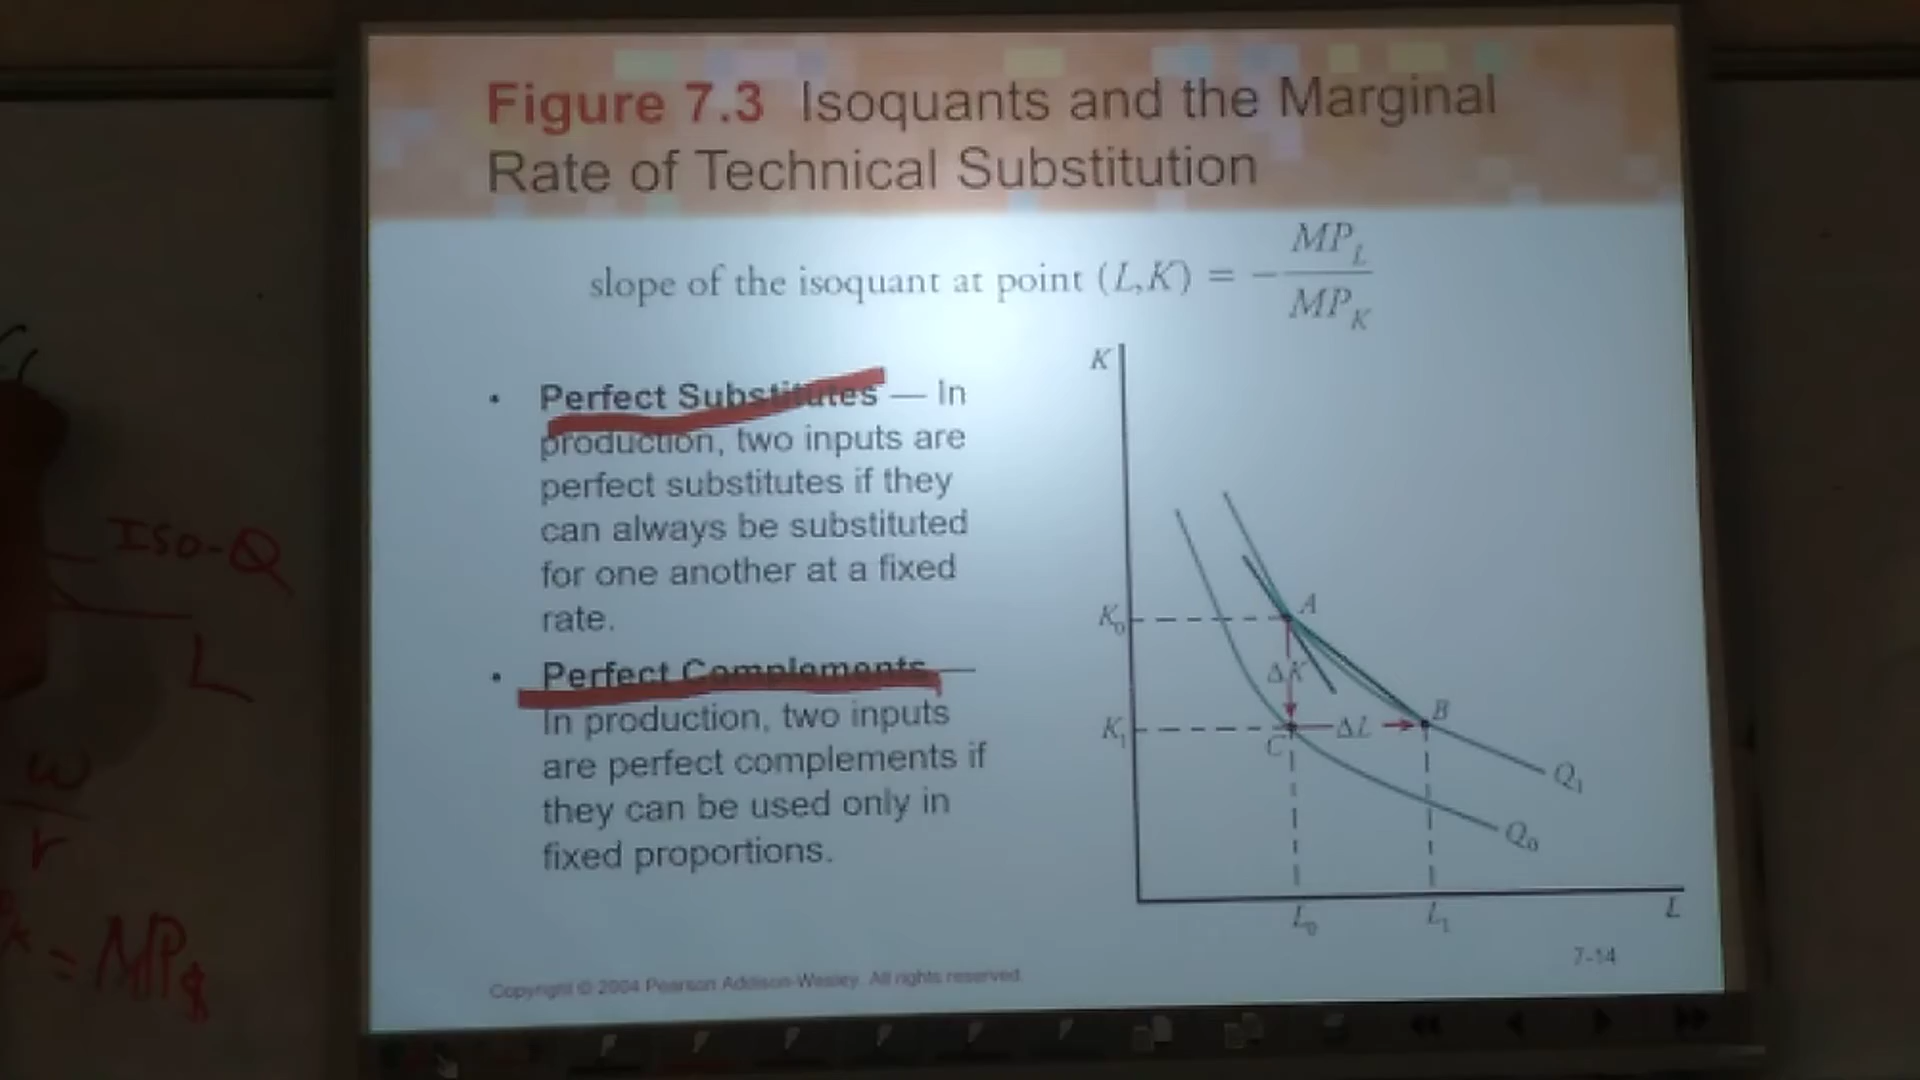 Figure 7.3 Isoquants and the Marginal
Rate of Technical Substitution
slope of the isoquant at point (L,K) = - MP_L / MP_K
• Perfect Substitutes — In
production, two inputs are
perfect substitutes if they
can always be substituted
for one another at a fixed
rate.
• Perfect Complements —
In production, two inputs
are perfect complements if
they can be used only in
fixed proportions.
K
K₀
A
ΔK
K₁
C
ΔL
B
Q₁
Q₀
L₀
L₁
L
7-14
Copyright © 2004 Pearson Addison-Wesley. All rights reserved.
Iso-Q
L
w
r
= MP$